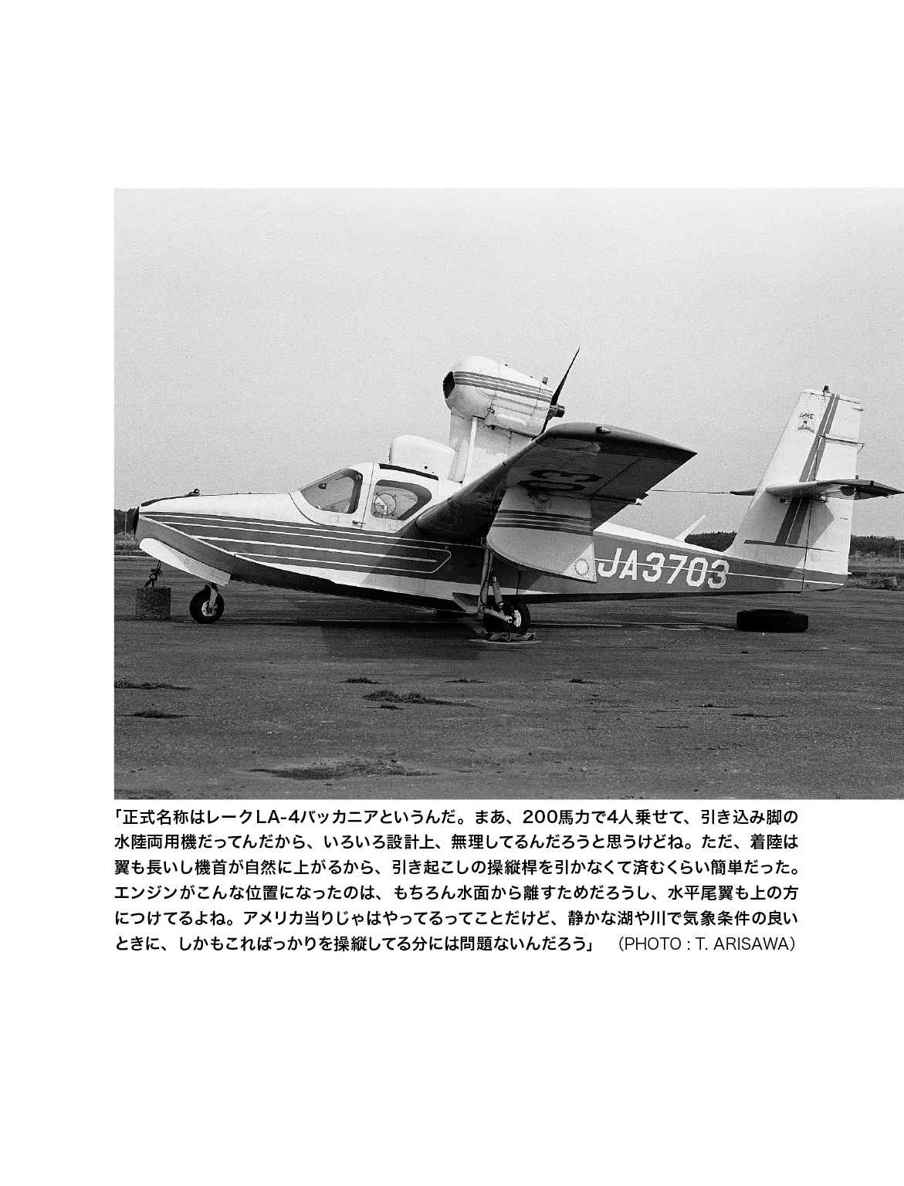 LAKE
03
JA3703
「正式名称はレークLA-4バッカニアというんだ。まあ、200馬力で4人乗せて、引き込み脚の
水陸両用機だってんだから、いろいろ設計上、無理してるんだろうと思うけどね。ただ、着陸は
翼も長いし機首が自然に上がるから、引き起こしの操縦桿を引かなくて済むくらい簡単だった。
エンジンがこんな位置になったのは、もちろん水面から離すためだろうし、水平尾翼も上の方
につけてるよね。アメリカ当りじゃはやってるってことだけど、静かな湖や川で気象条件の良い
ときに、しかもこればっかりを操縦してる分には問題ないんだろう」　（PHOTO : T. ARISAWA）